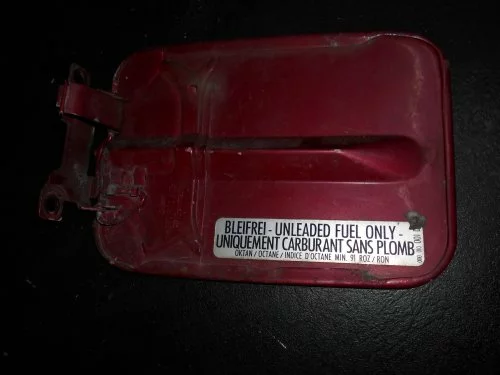 BLEIFREI - UNLEADED FUEL ONLY -
UNIQUEMENT CARBURANT SANS PLOMB
OKTAN / OCTANE / INDICE D'OCTANE MIN. 91 ROZ / RON